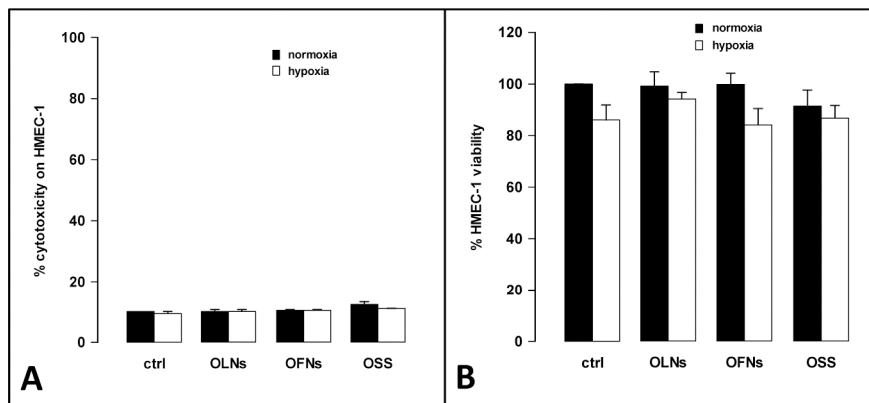 % cytotoxicity on HMEC-1
100
80
60
40
20
0
normoxia
hypoxia
ctrl OLNs OFNs OSS
A
% HMEC-1 viability
120
100
80
60
40
20
0
normoxia
hypoxia
ctrl OLNs OFNs OSS
B